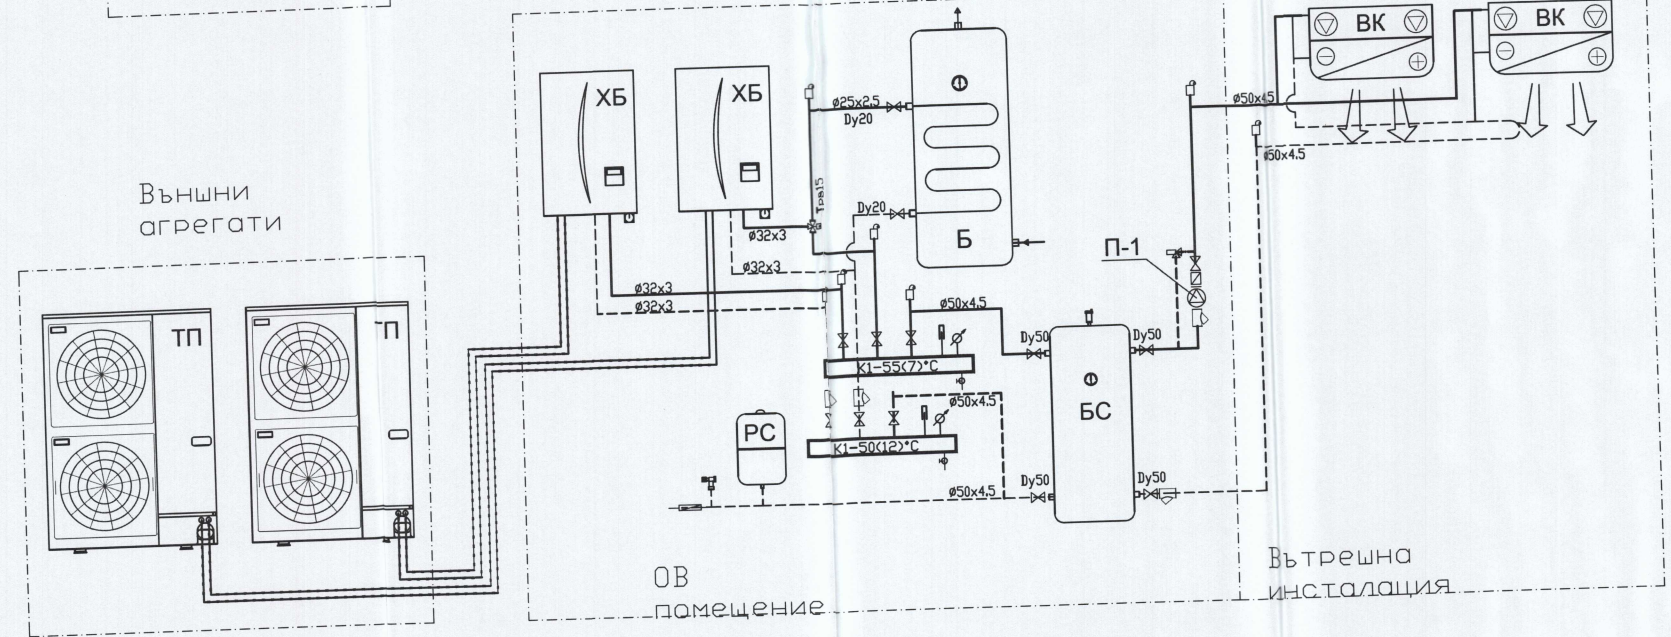 ВК
ВК
ХБ
ХБ
ø25x2.5
Dy20
ø50x4.5
ø50x4.5
Трв15
Външни
агрегати
Dy20
ø32x3
Б
П-1
ø32x3
ø32x3
ø32x3
ø50x4.5
ТП
ТП
Dy50
Dy50
К1-55(7)°С
БС
ø50x4.5
РС
К1-50(12)°С
Dy50
Dy50
ø50x4.5
Вътрешна
инсталация
ОВ
помещение